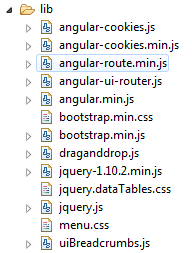 lib
angular-cookies.js
angular-cookies.min.js
angular-route.min.js
angular-ui-router.js
angular.min.js
bootstrap.min.css
bootstrap.min.js
draganddrop.js
jquery-1.10.2.min.js
jquery.dataTables.css
jquery.js
menu.css
uiBreadcrumbs.js